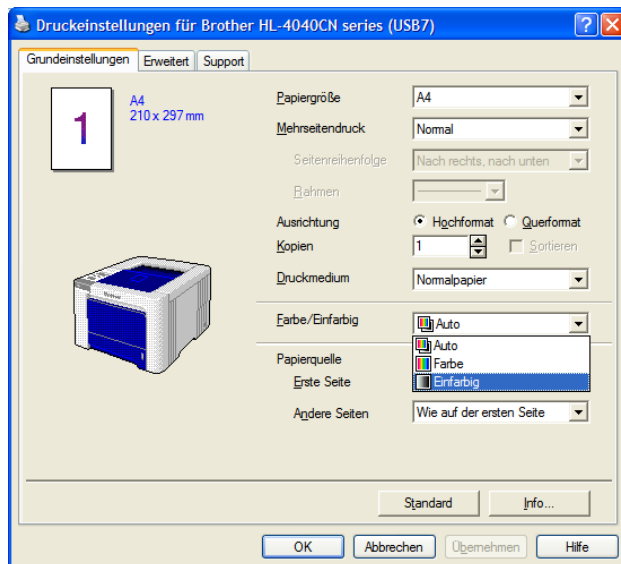 Druckeinstellungen für Brother HL-4040CN series (USB7)
Grundeinstellungen Erweitert Support
1
A4
210 x 297 mm
Papiergröße A4
Mehrseitendruck Normal
Seitenreihenfolge Nach rechts, nach unten
Rahmen
Ausrichtung Hochformat Querformat
Kopien 1 Sortieren
Druckmedium Normalpapier
Farbe/Einfarbig Auto
Auto
Farbe
Einfarbig
Papierquelle
Erste Seite
Andere Seiten Wie auf der ersten Seite
Standard Info...
OK Abbrechen Übernehmen Hilfe